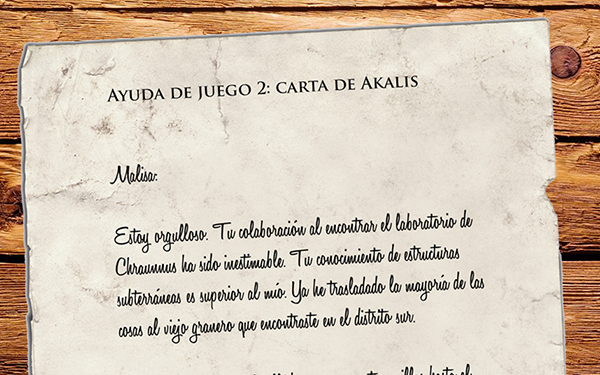 Ayuda de juego 2: carta de Akalis
Malisa:
Estoy orgulloso. Tu colaboración al encontrar el laboratorio de
Chraunnus ha sido inestimable. Tu conocimiento de estructuras
subterráneas es superior al mío. Ya he trasladado la mayoría de las
cosas al viejo granero que encontraste en el distrito sur.